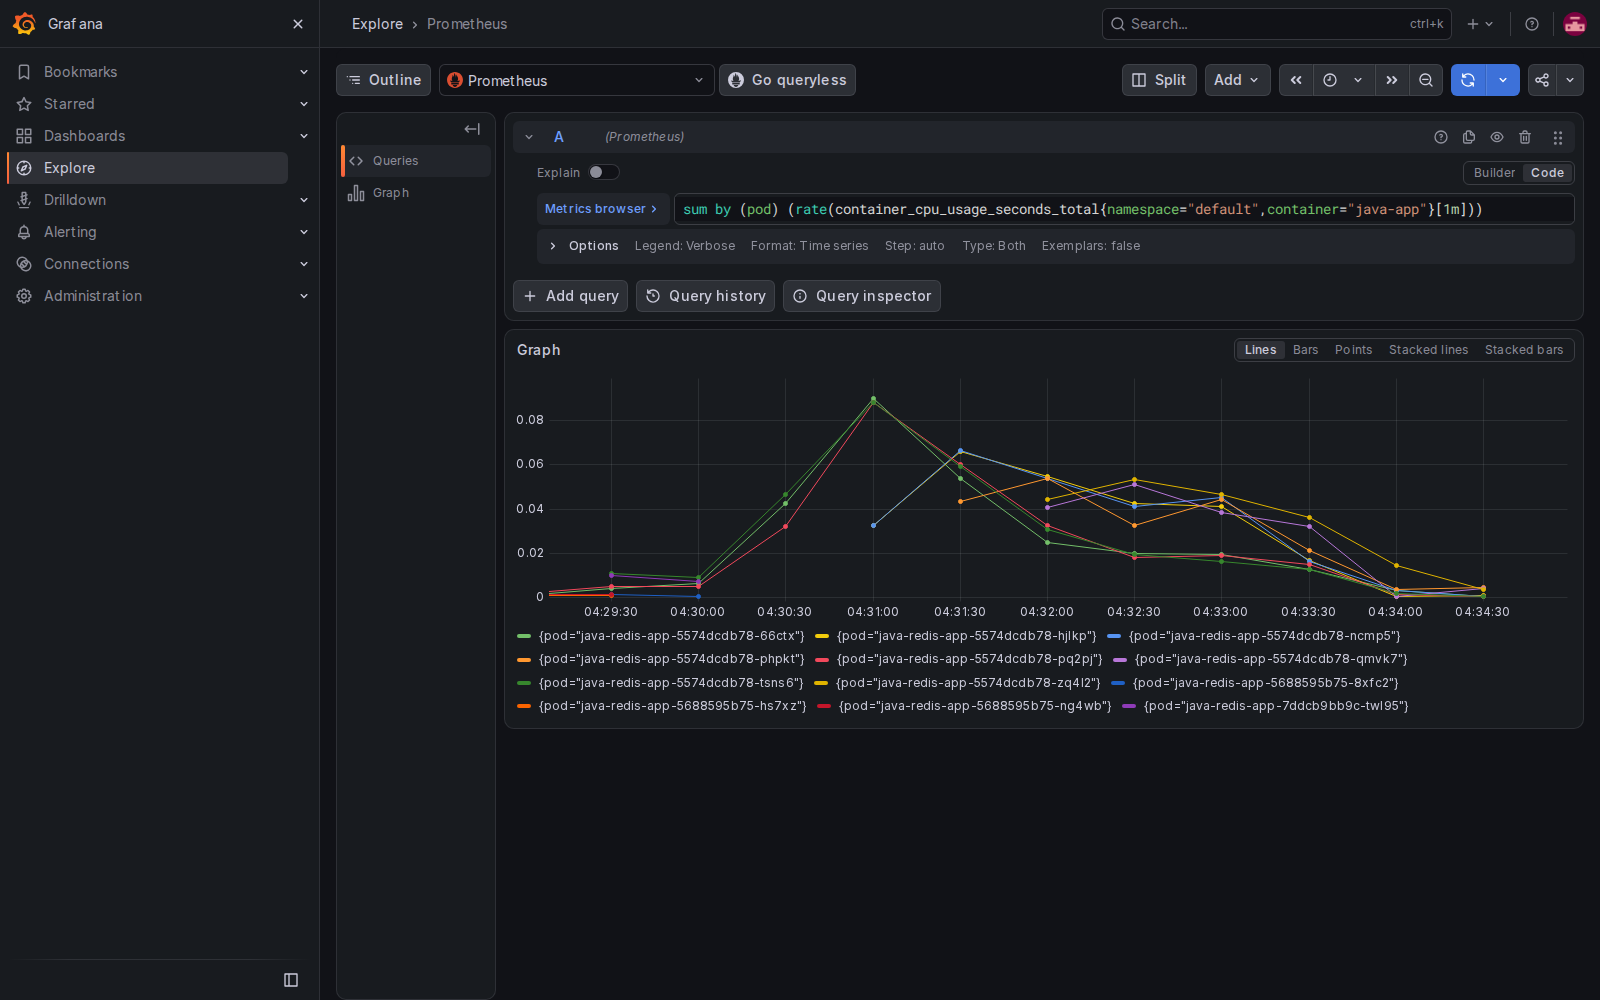 Grafana
Explore › Prometheus
Search...
ctrl+k
Bookmarks
Starred
Dashboards
Explore
Drilldown
Alerting
Connections
Administration
Outline
Prometheus
Go queryless
Split
Add
Queries
Graph
A
(Prometheus)
Explain
Builder
Code
Metrics browser >
sum by (pod) (rate(container_cpu_usage_seconds_total{namespace="default",container="java-app"}[1m]))
Options
Legend: Verbose
Format: Time series
Step: auto
Type: Both
Exemplars: false
Add query
Query history
Query inspector
Graph
Lines
Bars
Points
Stacked lines
Stacked bars
0.08
0.06
0.04
0.02
0
04:29:30 04:30:00 04:30:30 04:31:00 04:31:30 04:32:00 04:32:30 04:33:00 04:33:30 04:34:00 04:34:30
{pod="java-redis-app-5574dcdb78-66ctx"} {pod="java-redis-app-5574dcdb78-hjlkp"} {pod="java-redis-app-5574dcdb78-ncmp5"}
{pod="java-redis-app-5574dcdb78-phpkt"} {pod="java-redis-app-5574dcdb78-pq2pj"} {pod="java-redis-app-5574dcdb78-qmvk7"}
{pod="java-redis-app-5574dcdb78-tsns6"} {pod="java-redis-app-5574dcdb78-zq4l2"} {pod="java-redis-app-5688595b75-8xfc2"}
{pod="java-redis-app-5688595b75-hs7xz"} {pod="java-redis-app-5688595b75-ng4wb"} {pod="java-redis-app-7ddcb9bb9c-twl95"}